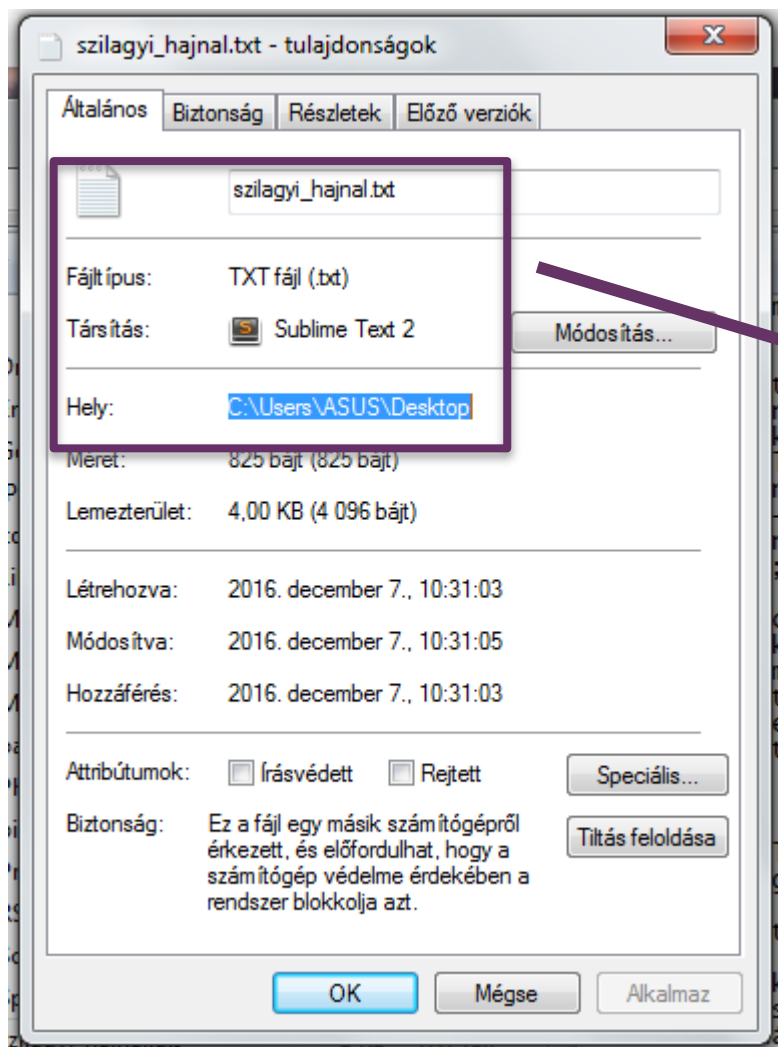 szilagyi_hajnal.txt - tulajdonságok
Általános Biztonság Részletek Előző verziók
szilagyi_hajnal.txt
Fájltípus: TXT fájl (.txt)
Társítás: Sublime Text 2 Módosítás...
Hely: C:\Users\ASUS\Desktop
Méret: 825 bájt (825 bájt)
Lemezterület: 4,00 KB (4 096 bájt)
Létrehozva: 2016. december 7., 10:31:03
Módosítva: 2016. december 7., 10:31:05
Hozzáférés: 2016. december 7., 10:31:03
Attribútumok: Írásvédett Rejtett Speciális...
Biztonság: Ez a fájl egy másik számítógépről
érkezett, és előfordulhat, hogy a
számítógép védelme érdekében a
rendszer blokkolja azt.
Tiltás feloldása
OK Mégse Alkalmaz